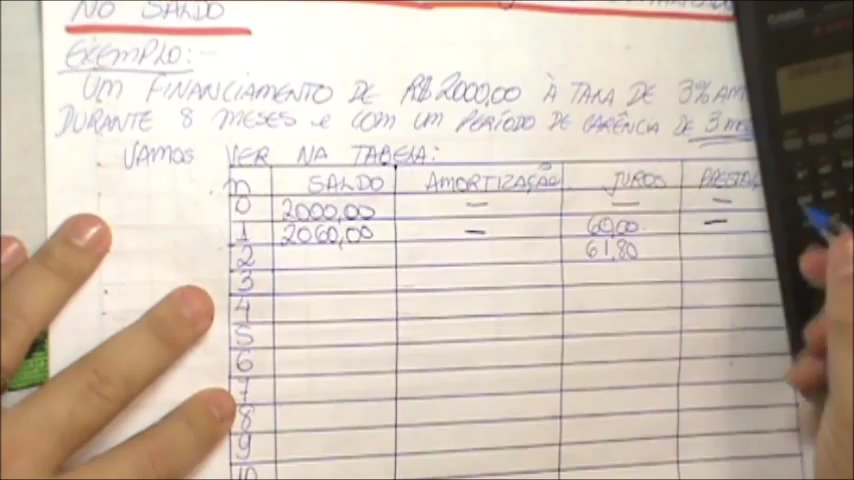 NO SALDO
EXEMPLO:-
UM FINANCIAMENTO DE R$ 2000,00 À TAXA DE 3% AM
DURANTE 8 MESES e COM UM PERÍODO DE CARÊNCIA DE 3
VAMOS VER NA TABELA:
n SALDO AMORTIZAÇÃO JUROS
0 2000,00 — — —
1 2060,00 — 60,00 —
2 61,80
3
4
5
6
7
8
9
10